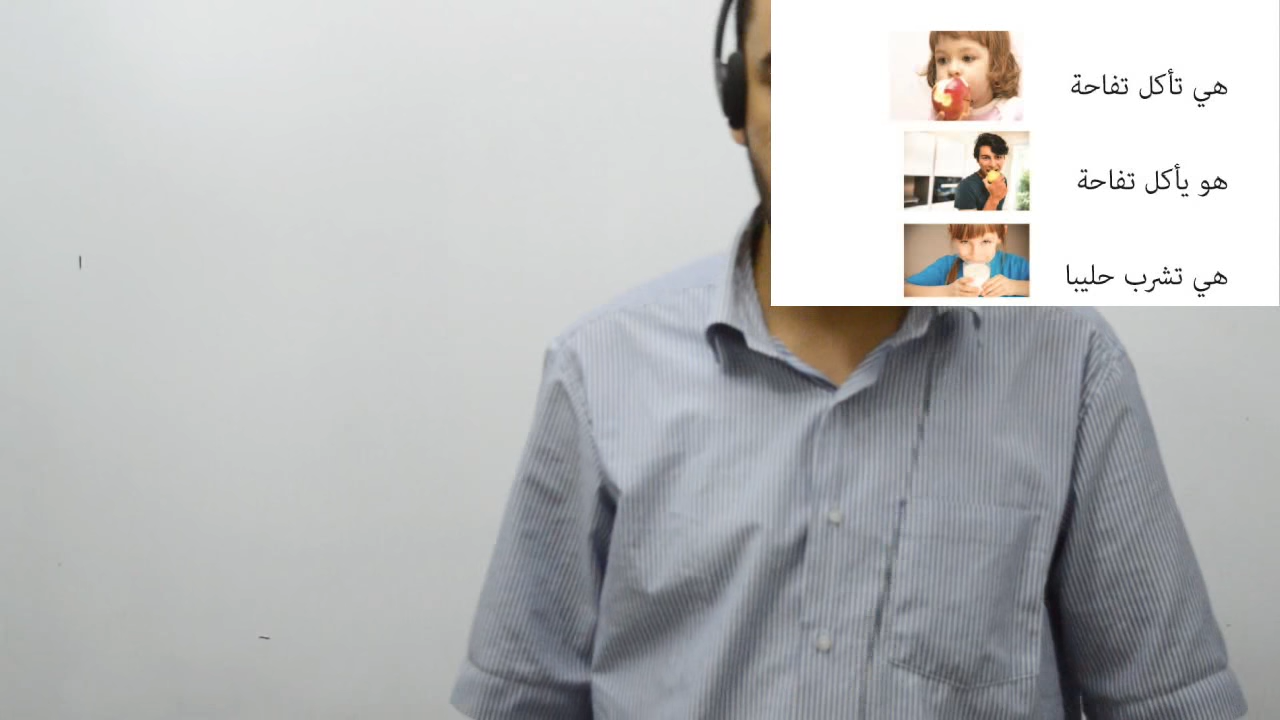 هي تأكل تفاحة
هو يأكل تفاحة
هي تشرب حليبا